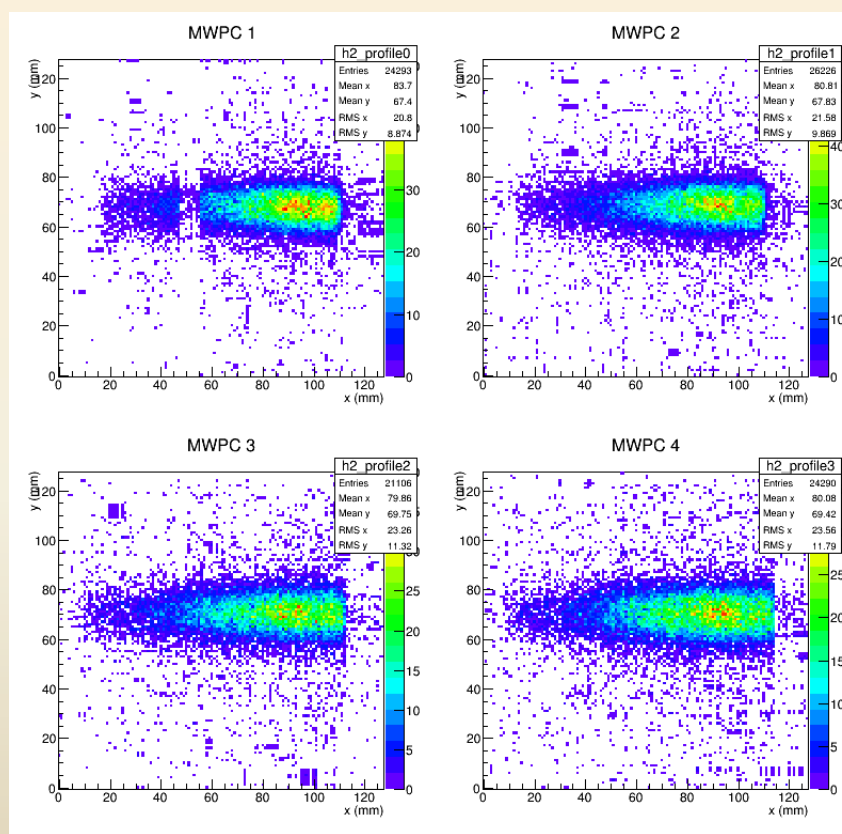 MWPC 1
h2_profile0
Entries 24293
Mean x 83.7
Mean y 67.4
RMS x 20.8
RMS y 8.874
y (mm)
120
100
80
60
40
20
0
0 20 40 60 80 100 120
x (mm)
30
20
10
0
MWPC 2
h2_profile1
Entries 26226
Mean x 80.81
Mean y 67.83
RMS x 21.58
RMS y 9.869
y (mm)
120
100
80
60
40
20
0
0 20 40 60 80 100 120
x (mm)
40
30
20
10
0
MWPC 3
h2_profile2
Entries 21106
Mean x 79.86
Mean y 69.75
RMS x 23.26
RMS y 11.32
y (mm)
120
100
80
60
40
20
0
0 20 40 60 80 100 120
x (mm)
25
20
15
10
5
0
MWPC 4
h2_profile3
Entries 24290
Mean x 80.08
Mean y 69.42
RMS x 23.56
RMS y 11.79
y (mm)
120
100
80
60
40
20
0
0 20 40 60 80 100 120
x (mm)
25
20
15
10
5
0